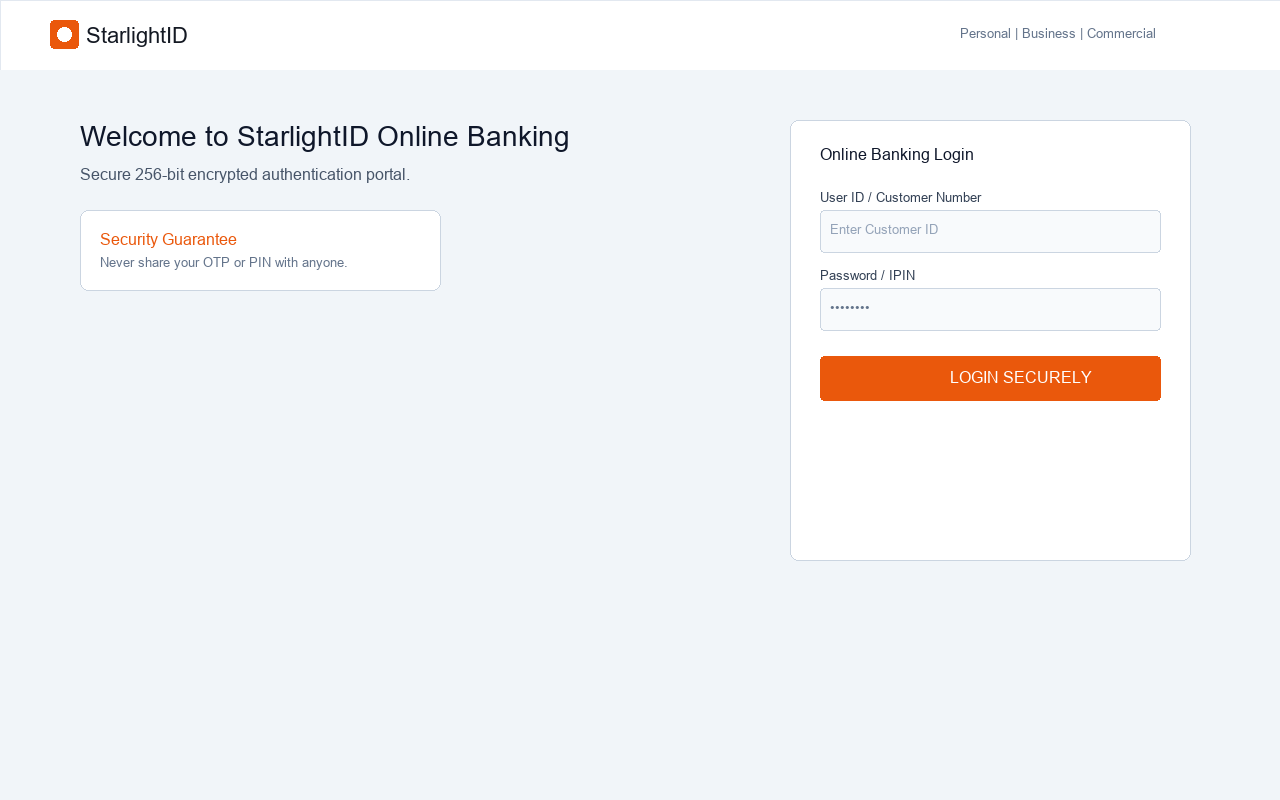 StarlightID
Personal | Business | Commercial
Welcome to StarlightID Online Banking
Secure 256-bit encrypted authentication portal.
Security Guarantee
Never share your OTP or PIN with anyone.
Online Banking Login
User ID / Customer Number
Enter Customer ID
Password / IPIN
••••••••
LOGIN SECURELY